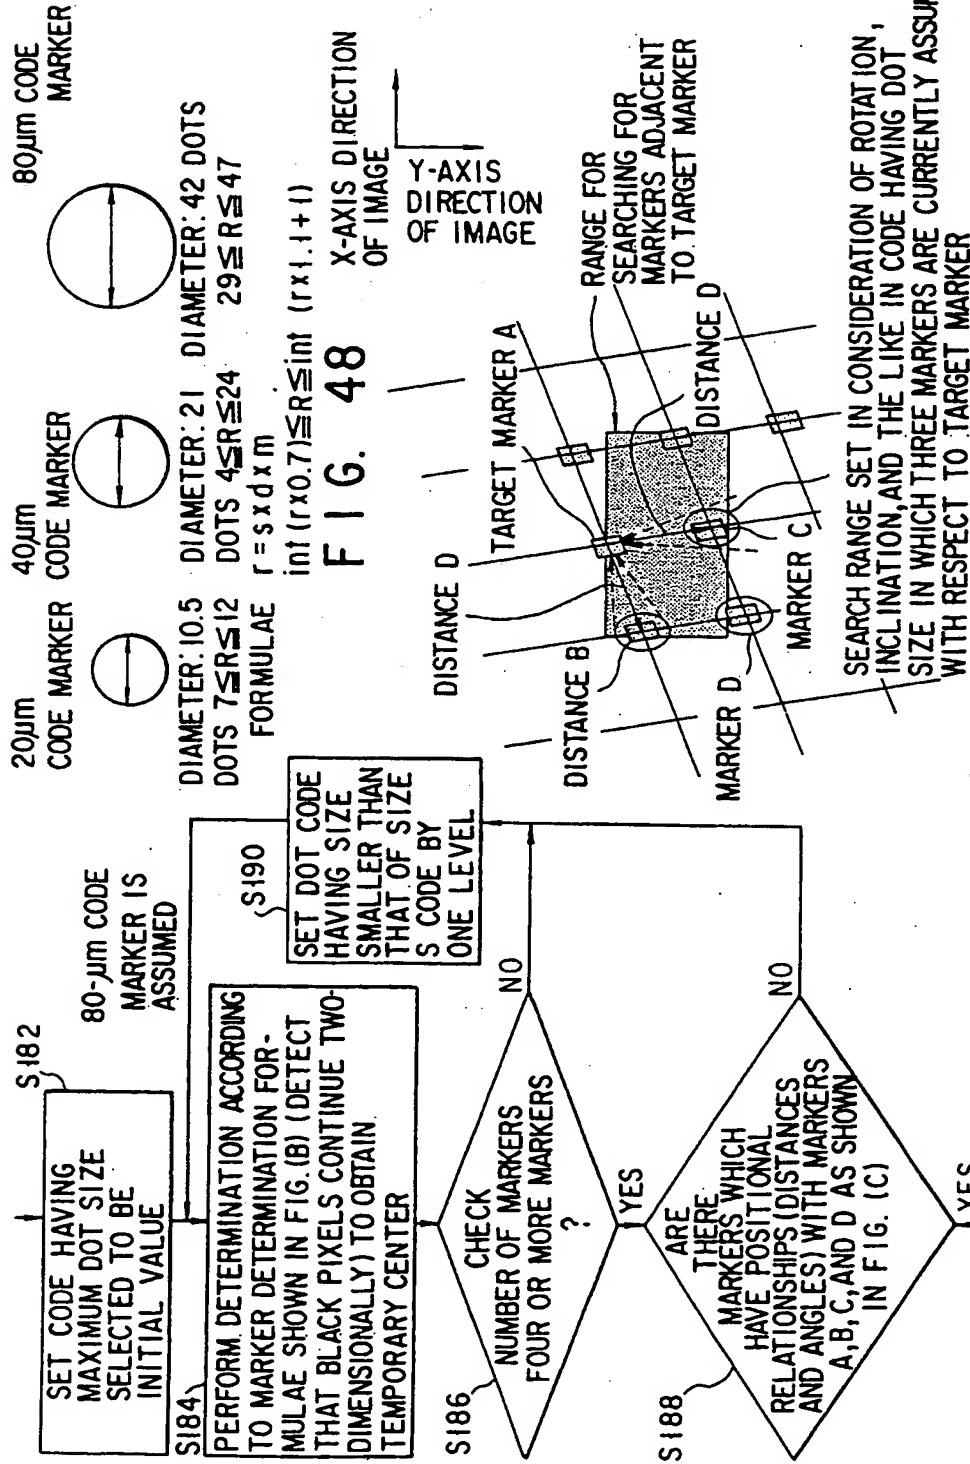 S182
SET CODE HAVING
MAXIMUM DOT SIZE
SELECTED TO BE
INITIAL VALUE
80-µm CODE
MARKER IS
ASSUMED
S184
PERFORM DETERMINATION ACCORDING
TO MARKER DETERMINATION FOR-
MULAE SHOWN IN FIG.(B) (DETECT
THAT BLACK PIXELS CONTINUE TWO-
DIMENSIONALLY) TO OBTAIN
TEMPORARY CENTER
S190
SET DOT CODE
HAVING SIZE
SMALLER THAN
THAT OF SIZE
S CODE BY
ONE LEVEL
S186
CHECK
NUMBER OF MARKERS
FOUR OR MORE MARKERS
?
NO
YES
S188
ARE
THERE
MARKERS WHICH
HAVE POSITIONAL
RELATIONSHIPS (DISTANCES
AND ANGLES) WITH MARKERS
A,B,C, AND D AS SHOWN
IN FIG. (C)
NO
YES
20µm
CODE MARKER
40µm
CODE MARKER
80µm CODE
MARKER
DIAMETER:10.5
DOTS 7≦R≦12
DIAMETER:21
DOTS 4≦R≦24
DIAMETER:42 DOTS
29≦R≦47
FORMULAE
r = s x d x m
int (r x 0.7) ≦R≦int (r x 1.1+1)
FIG. 48
X-AXIS DIRECTION
OF IMAGE
Y-AXIS
DIRECTION
OF IMAGE
DISTANCE D
TARGET MARKER A
RANGE FOR
SEARCHING FOR
MARKERS ADJACENT
TO TARGET MARKER
DISTANCE B
DISTANCE D
MARKER D
MARKER C
SEARCH RANGE SET IN CONSIDERATION OF ROTATION,
INCLINATION, AND THE LIKE IN CODE HAVING DOT
SIZE IN WHICH THREE MARKERS ARE CURRENTLY ASSU
WITH RESPECT TO TARGET MARKER